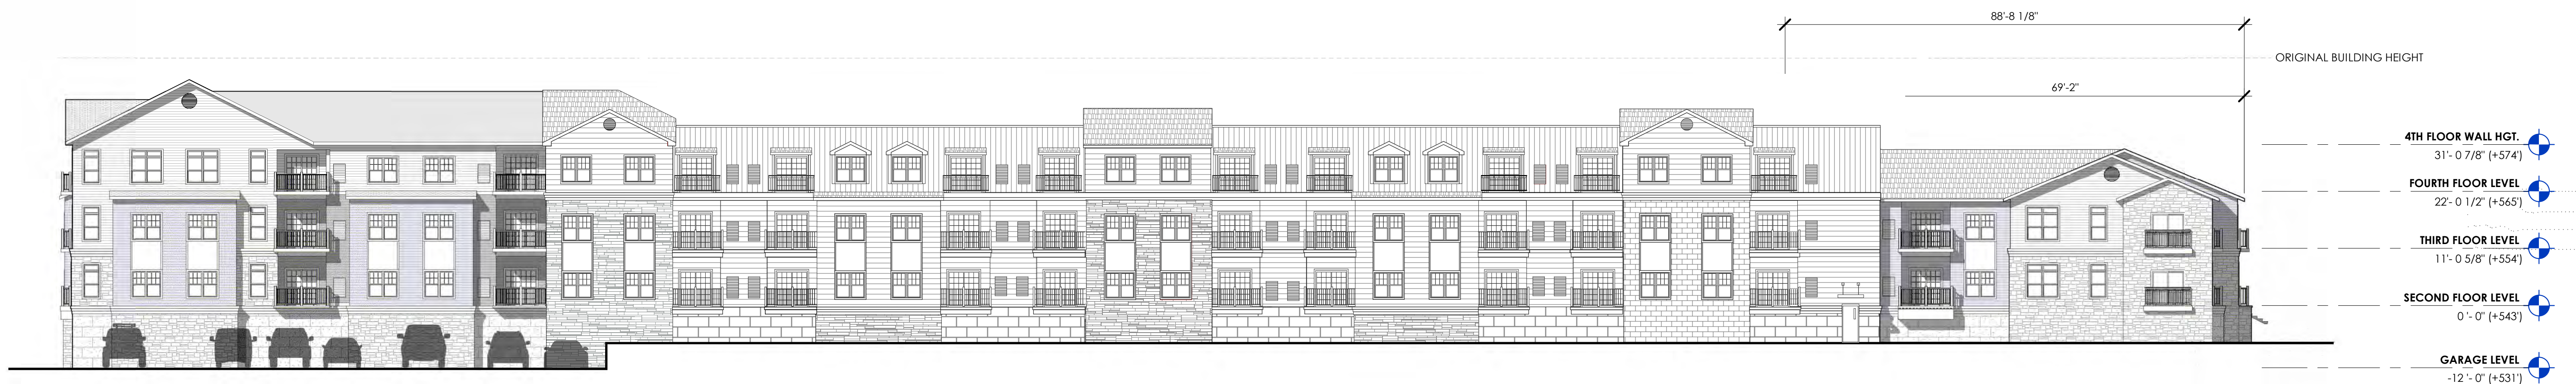 88'-8 1/8"
ORIGINAL BUILDING HEIGHT
69'-2"
4TH FLOOR WALL HGT.
31'- 0 7/8" (+574')
FOURTH FLOOR LEVEL
22'- 0 1/2" (+565')
THIRD FLOOR LEVEL
11'- 0 5/8" (+554')
SECOND FLOOR LEVEL
0 '- 0" (+543')
GARAGE LEVEL
-12 '- 0" (+531')